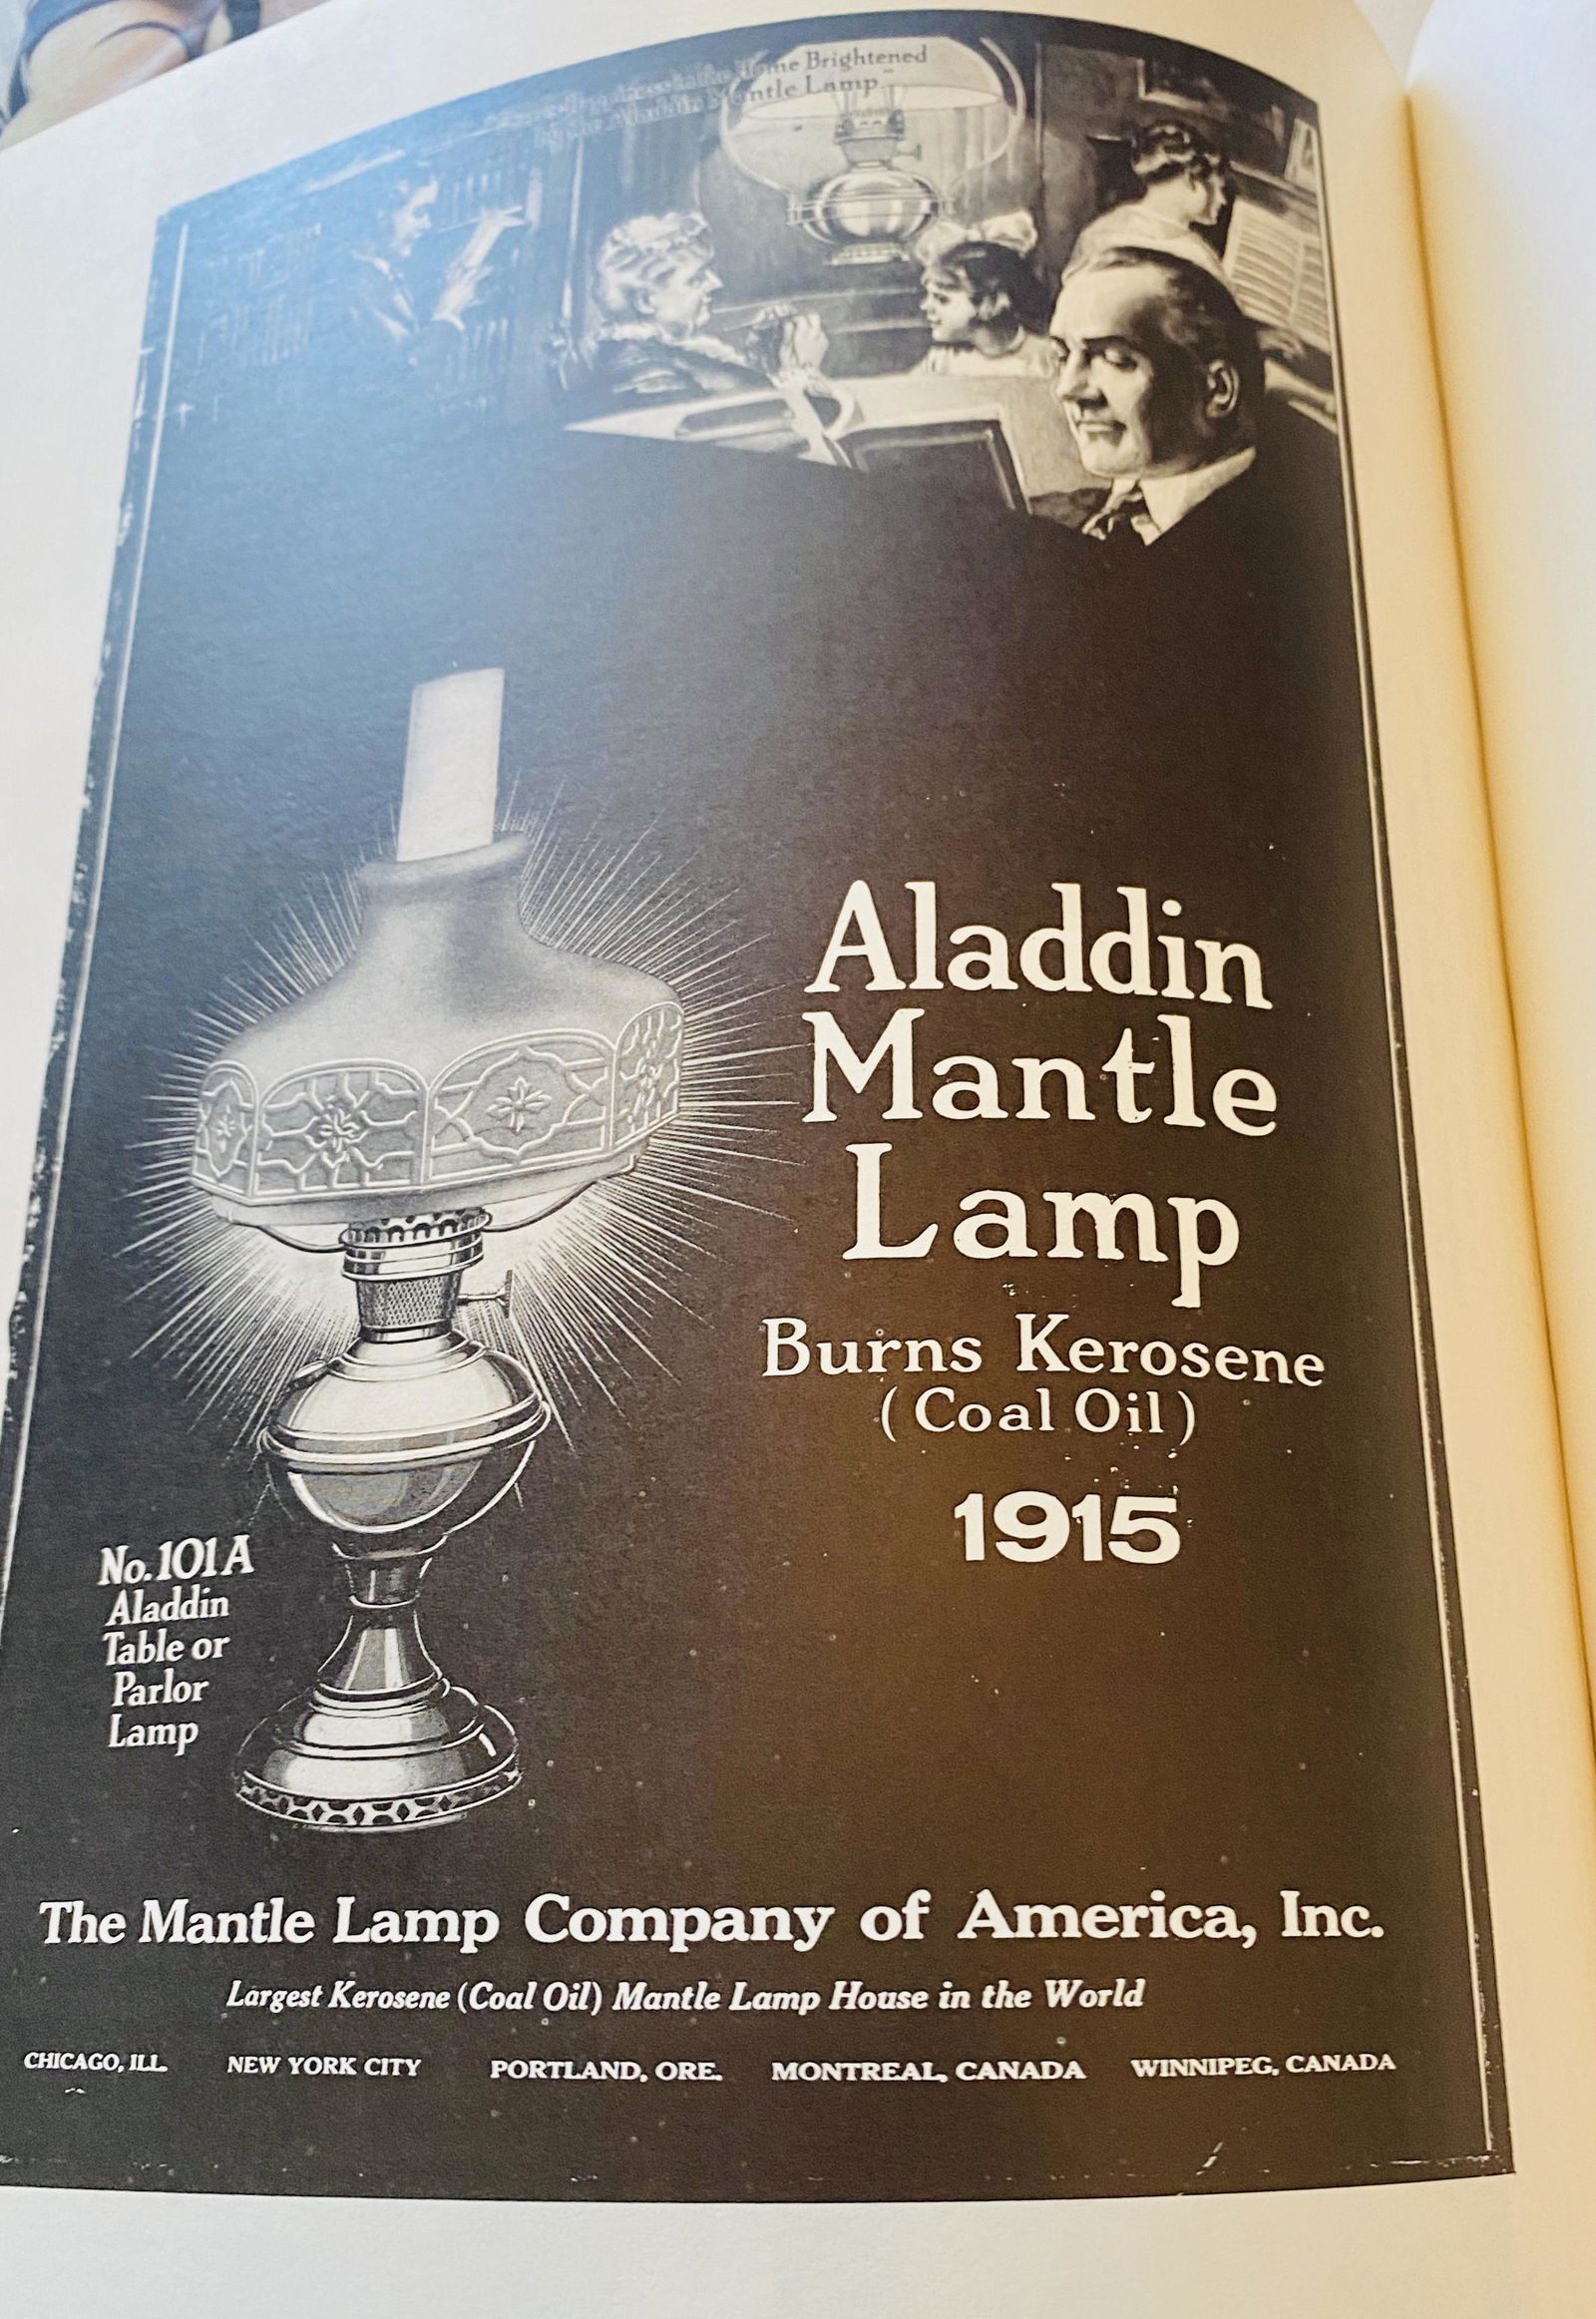 Home Brightened
Aladdin Mantle Lamp
Aladdin
Mantle
Lamp
Burns Kerosene
(Coal Oil)
1915
No. 101A
Aladdin
Table or
Parlor
Lamp
The Mantle Lamp Company of America, Inc.
Largest Kerosene (Coal Oil) Mantle Lamp House in the World
CHICAGO, ILL. NEW YORK CITY PORTLAND, ORE. MONTREAL, CANADA WINNIPEG, CANADA